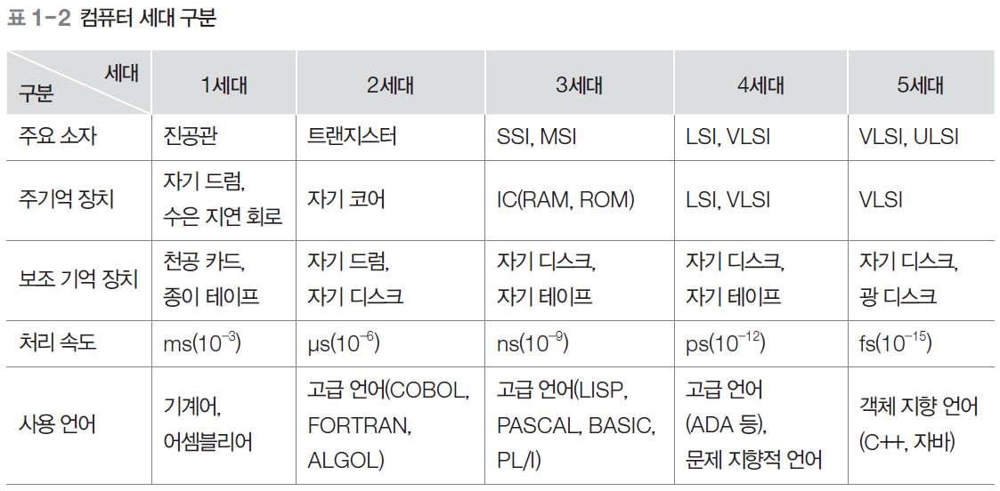 표 1-2 컴퓨터 세대 구분
세대
구분
1세대 2세대 3세대 4세대 5세대
주요 소자 진공관 트랜지스터 SSI, MSI LSI, VLSI VLSI, ULSI
주기억 장치 자기 드럼, 수은 지연 회로 자기 코어 IC(RAM, ROM) LSI, VLSI VLSI
보조 기억 장치 천공 카드, 종이 테이프 자기 드럼, 자기 디스크 자기 디스크, 자기 테이프 자기 디스크, 자기 테이프 자기 디스크, 광 디스크
처리 속도 ms(10⁻³) μs(10⁻⁶) ns(10⁻⁹) ps(10⁻¹²) fs(10⁻¹⁵)
사용 언어 기계어, 어셈블리어 고급 언어(COBOL, FORTRAN, ALGOL) 고급 언어(LISP, PASCAL, BASIC, PL/I) 고급 언어 (ADA 등), 문제 지향적 언어 객체 지향 언어 (C++, 자바)